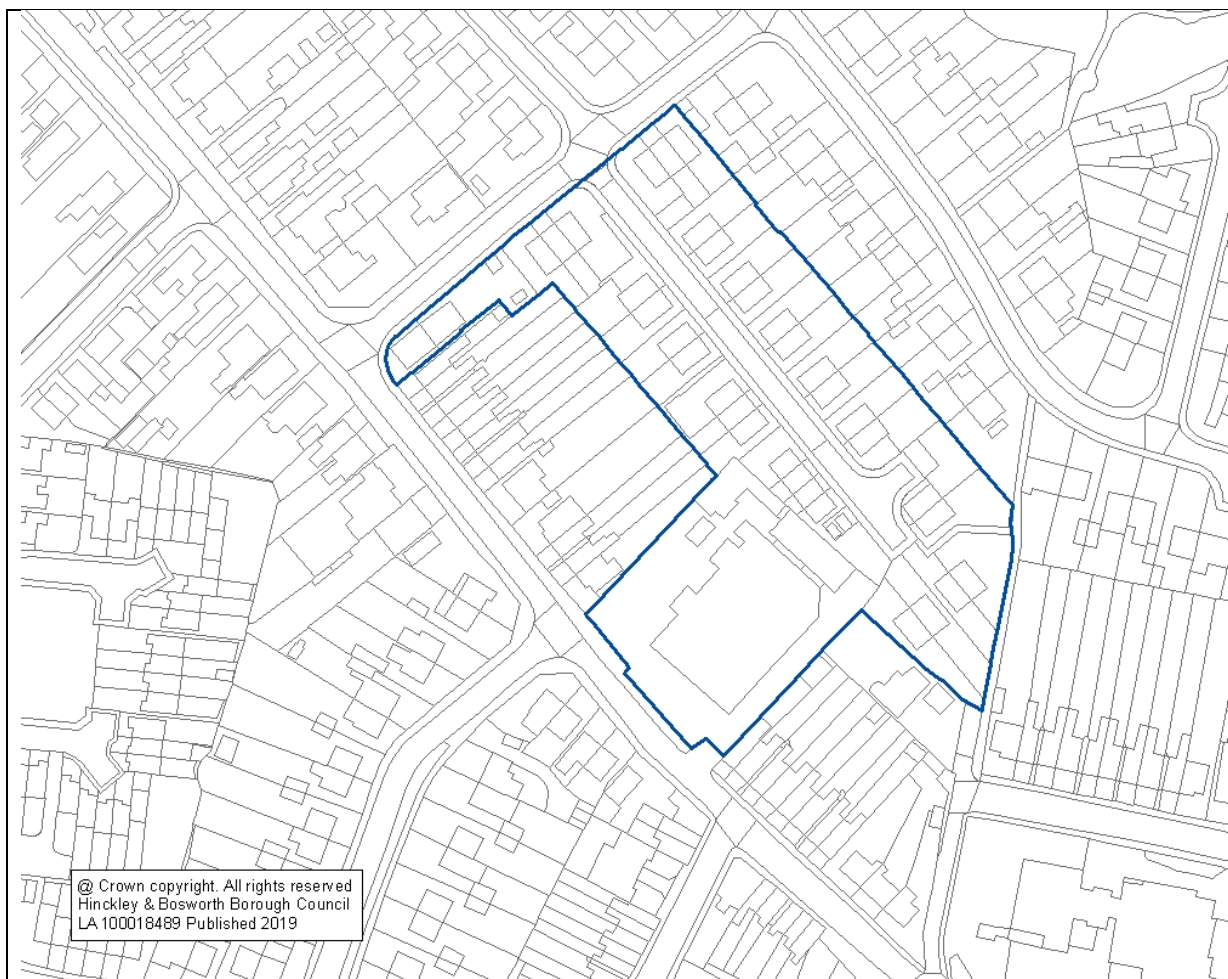 @ Crown copyright. All rights reserved
Hinckley & Bosworth Borough Council
LA 100018489 Published 2019